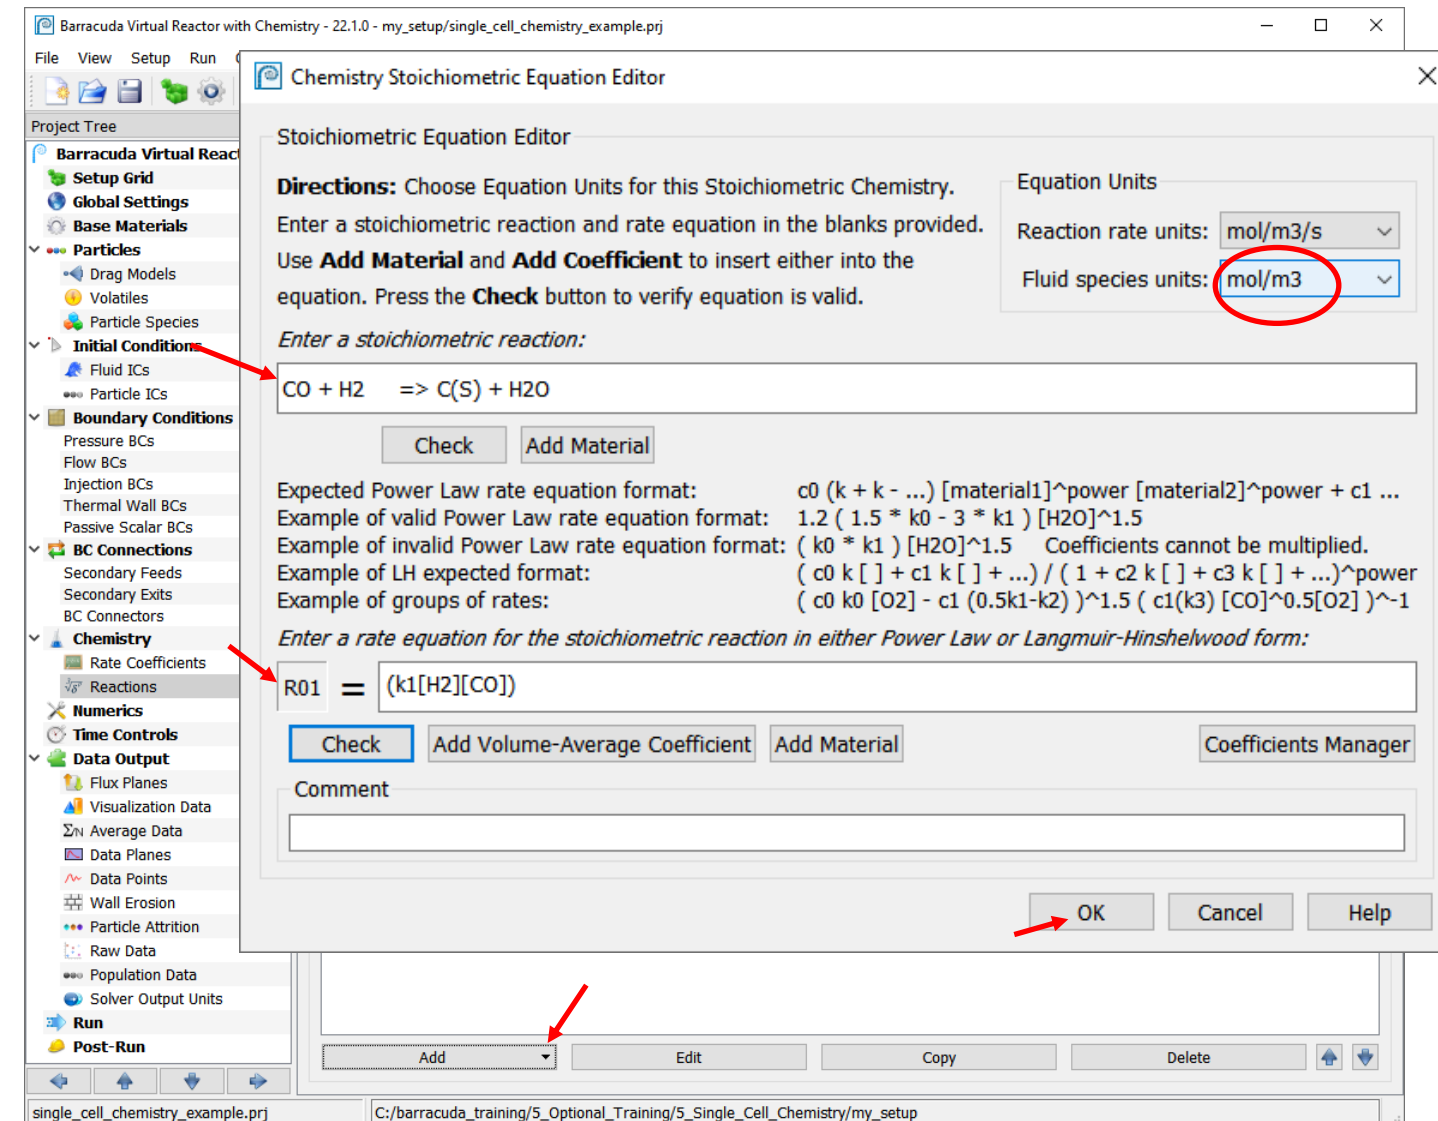 Barracuda Virtual Reactor with Chemistry - 22.1.0 - my_setup/single_cell_chemistry_example.prj
File View Setup Run
Project Tree
Barracuda Virtual Reac
Setup Grid
Global Settings
Base Materials
Particles
Drag Models
Volatiles
Particle Species
Initial Conditions
Fluid ICs
Particle ICs
Boundary Conditions
Pressure BCs
Flow BCs
Injection BCs
Thermal Wall BCs
Passive Scalar BCs
BC Connections
Secondary Feeds
Secondary Exits
BC Connectors
Chemistry
Rate Coefficients
Reactions
Numerics
Time Controls
Data Output
Flux Planes
Visualization Data
Average Data
Data Planes
Data Points
Wall Erosion
Particle Attrition
Raw Data
Population Data
Solver Output Units
Run
Post-Run
Chemistry Stoichiometric Equation Editor
Stoichiometric Equation Editor
Directions: Choose Equation Units for this Stoichiometric Chemistry.
Enter a stoichiometric reaction and rate equation in the blanks provided.
Use Add Material and Add Coefficient to insert either into the
equation. Press the Check button to verify equation is valid.
Equation Units
Reaction rate units: mol/m3/s
Fluid species units: mol/m3
Enter a stoichiometric reaction:
CO + H2 => C(S) + H2O
Check Add Material
Expected Power Law rate equation format: c0 (k + k - ...) [material1]^power [material2]^power + c1 ...
Example of valid Power Law rate equation format: 1.2 ( 1.5 * k0 - 3 * k1 ) [H2O]^1.5
Example of invalid Power Law rate equation format: ( k0 * k1 ) [H2O]^1.5 Coefficients cannot be multiplied.
Example of LH expected format: ( c0 k [ ] + c1 k [ ] + ...) / ( 1 + c2 k [ ] + c3 k [ ] + ...)^power
Example of groups of rates: ( c0 k0 [O2] - c1 (0.5k1-k2) )^1.5 ( c1(k3) [CO]^0.5[O2] )^-1
Enter a rate equation for the stoichiometric reaction in either Power Law or Langmuir-Hinshelwood form:
R01 = (k1[H2][CO])
Check Add Volume-Average Coefficient Add Material Coefficients Manager
Comment
OK Cancel Help
Add Edit Copy Delete
single_cell_chemistry_example.prj C:/barracuda_training/5_Optional_Training/5_Single_Cell_Chemistry/my_setup